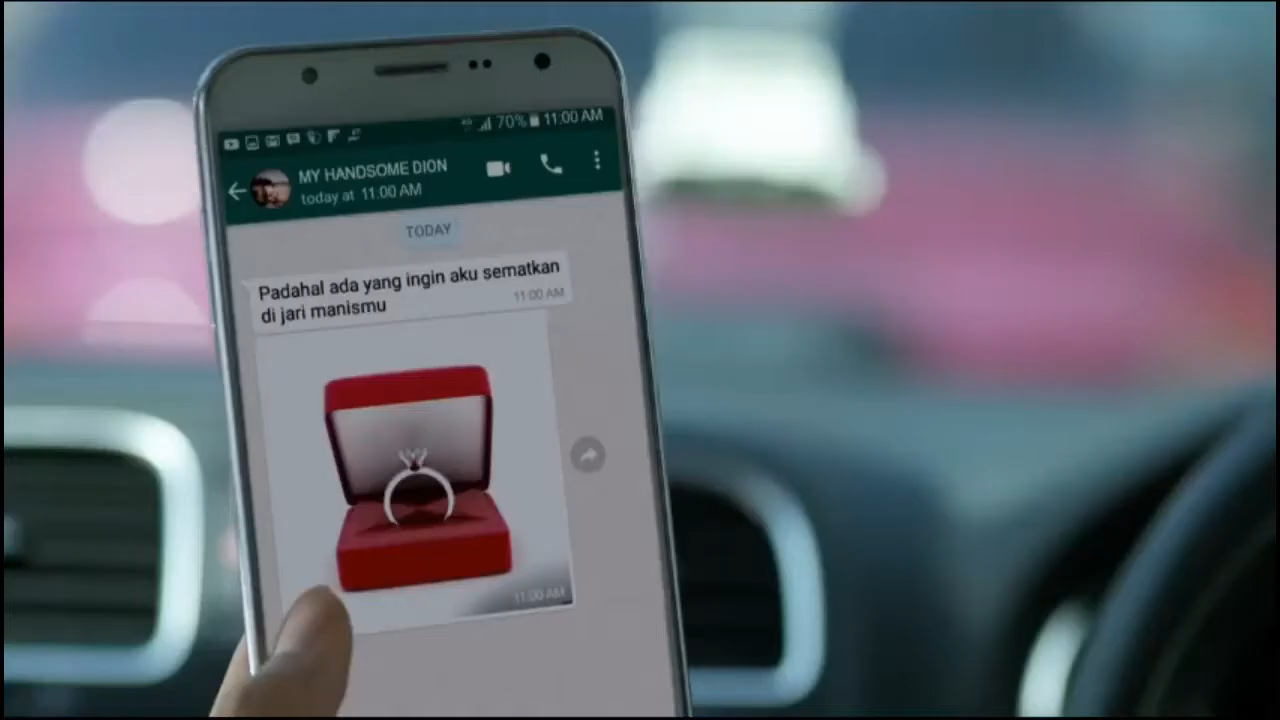 70% 11:00 AM
MY HANDSOME DION
today at 11:00 AM
TODAY
Padahal ada yang ingin aku sematkan
di jari manismu
11:00 AM
11:00 AM